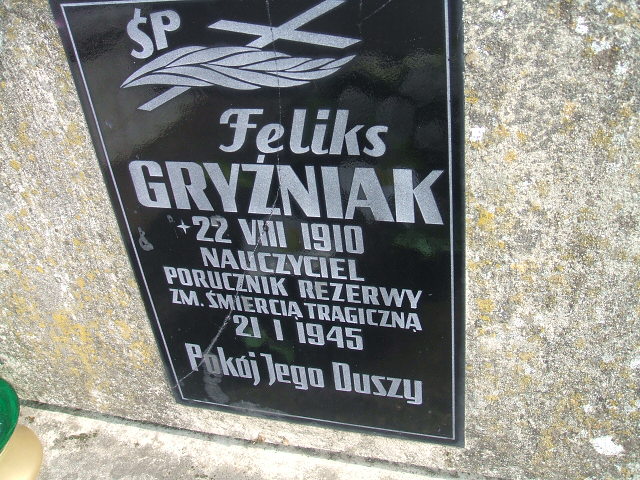 ŚP
Feliks
GRYŹNIAK
22 VIII 1910
NAUCZYCIEL
PORUCZNIK REZERWY
ZM. ŚMIERCIĄ TRAGICZNĄ
21 I 1945
Pokój Jego Duszy